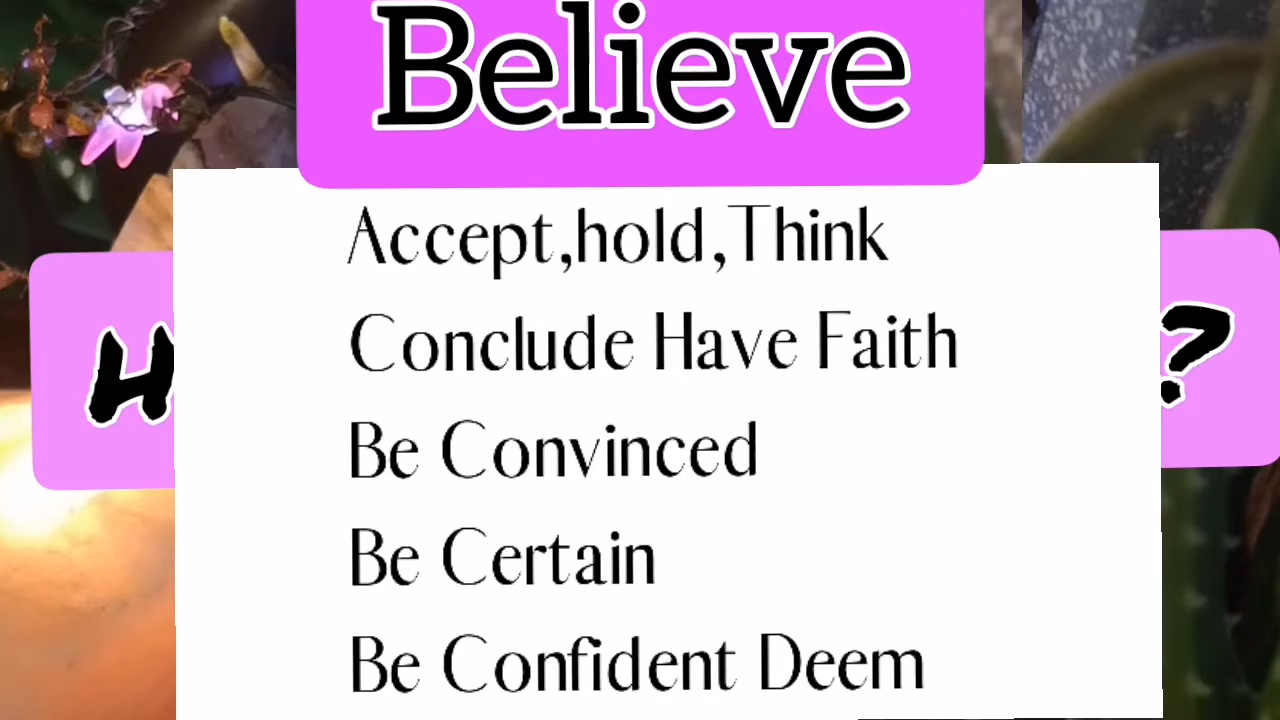 Believe
Accept,hold,Think
Conclude Have Faith
Be Convinced
Be Certain
Be Confident Deem
?